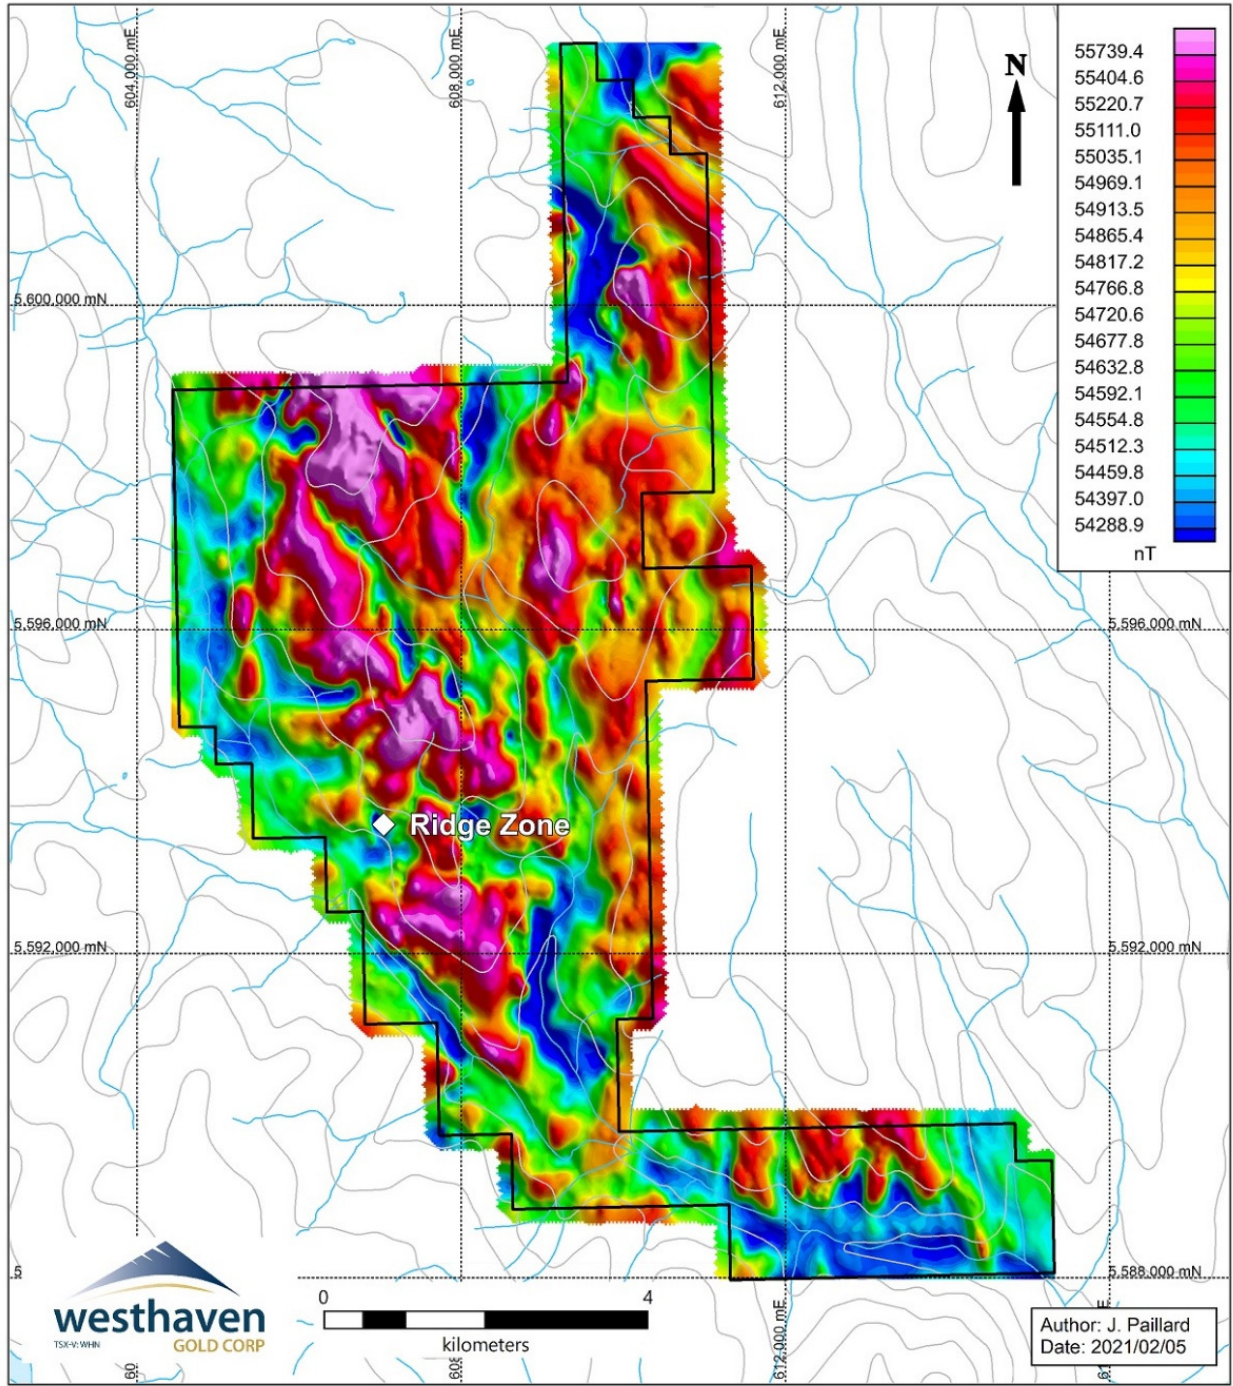 604,000 mE
608,000 mE
612,000 mE
N
55739.4
55404.6
55220.7
55111.0
55035.1
54969.1
54913.5
54865.4
54817.2
54766.8
54720.6
54677.8
54632.8
54592.1
54554.8
54512.3
54459.8
54397.0
54288.9
nT
5,600,000 mN
5,596,000 mN
5,596,000 mN
Ridge Zone
5,592,000 mN
5,592,000 mN
5
5,588,000 mN
westhaven
TSX-V: WHN
GOLD CORP
0
4
kilometers
60
608
612,000 mE
Author: J. Paillard
Date: 2021/02/05